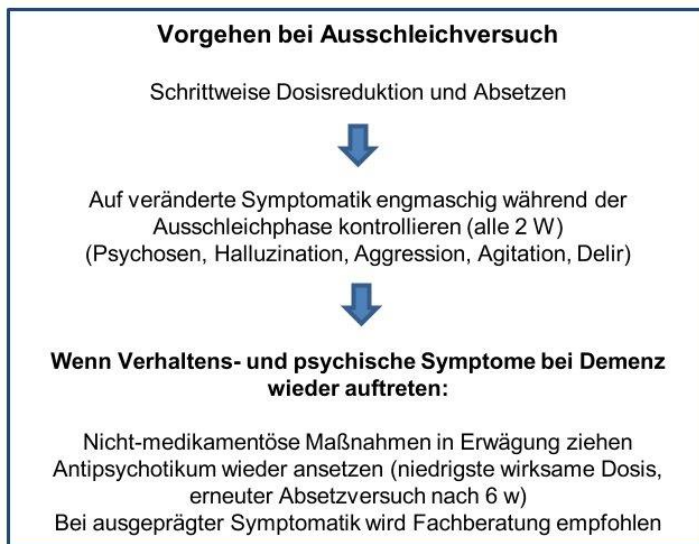 Vorgehen bei Ausschleichversuch
Schrittweise Dosisreduktion und Absetzen
Auf veränderte Symptomatik engmaschig während der
Ausschleichphase kontrollieren (alle 2 W)
(Psychosen, Halluzination, Aggression, Agitation, Delir)
Wenn Verhaltens- und psychische Symptome bei Demenz
wieder auftreten:
Nicht-medikamentöse Maßnahmen in Erwägung ziehen
Antipsychotikum wieder ansetzen (niedrigste wirksame Dosis,
erneuter Absetzversuch nach 6 w)
Bei ausgeprägter Symptomatik wird Fachberatung empfohlen